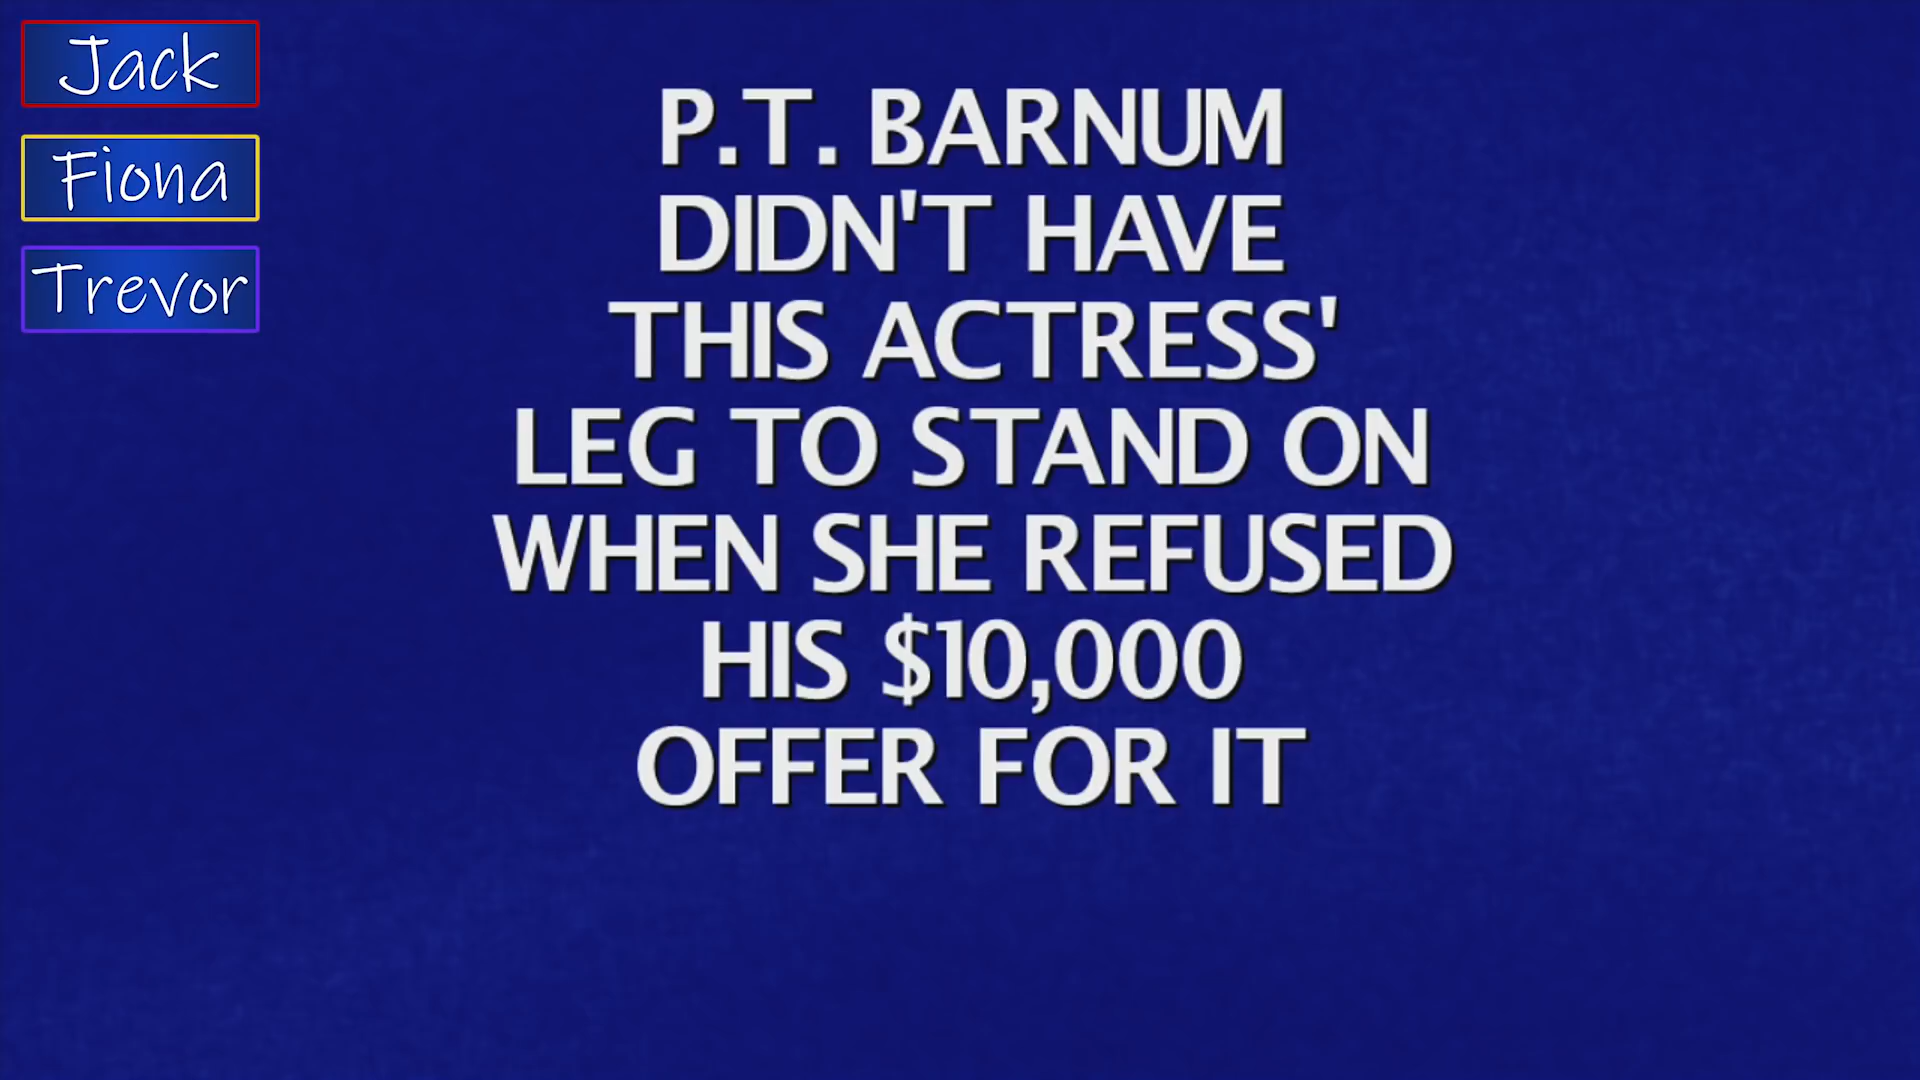 Jack
Fiona
Trevor
P.T. BARNUM
DIDN'T HAVE
THIS ACTRESS'
LEG TO STAND ON
WHEN SHE REFUSED
HIS $10,000
OFFER FOR IT